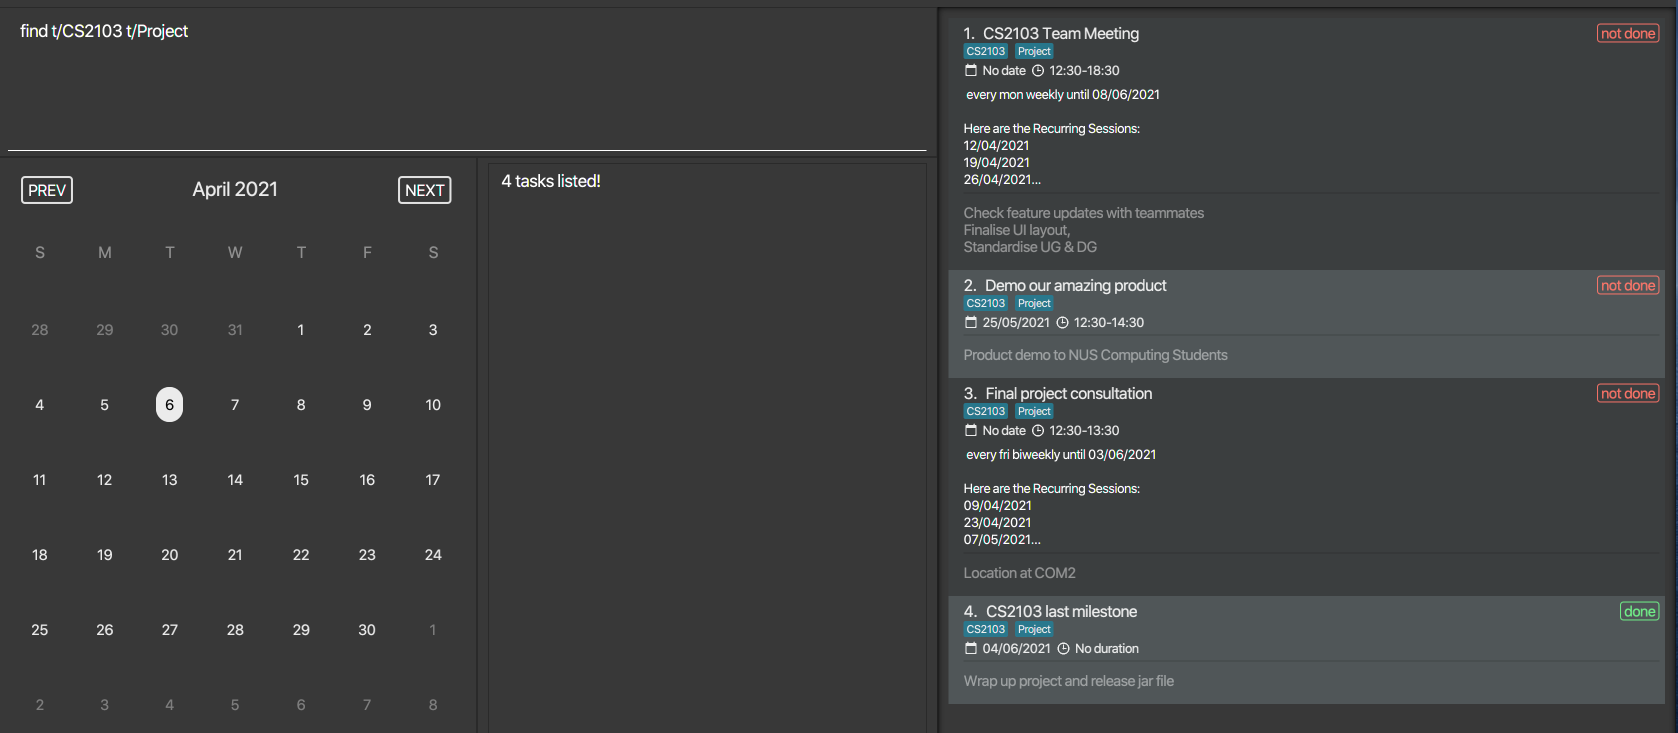 find t/CS2103 t/Project
PREV April 2021 NEXT
S M T W T F S
28 29 30 31 1 2 3
4 5 6 7 8 9 10
11 12 13 14 15 16 17
18 19 20 21 22 23 24
25 26 27 28 29 30 1
2 3 4 5 6 7 8
4 tasks listed!
1. CS2103 Team Meeting not done
CS2103 Project
No date 12:30-18:30
every mon weekly until 08/06/2021
Here are the Recurring Sessions:
12/04/2021
19/04/2021
26/04/2021...
Check feature updates with teammates
Finalise UI layout,
Standardise UG & DG
2. Demo our amazing product not done
CS2103 Project
25/05/2021 12:30-14:30
Product demo to NUS Computing Students
3. Final project consultation not done
CS2103 Project
No date 12:30-13:30
every fri biweekly until 03/06/2021
Here are the Recurring Sessions:
09/04/2021
23/04/2021
07/05/2021...
Location at COM2
4. CS2103 last milestone done
CS2103 Project
04/06/2021 No duration
Wrap up project and release jar file